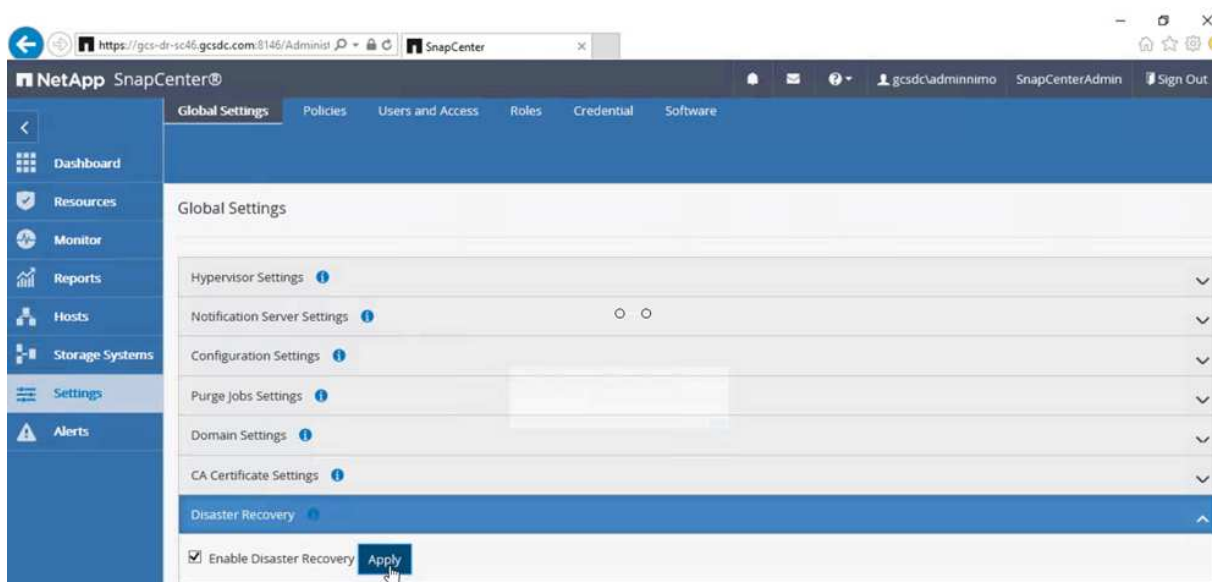 https://gcs-dr-sc46.gcsdc.com:8146/Administ SnapCenter
NetApp SnapCenter® gcsdc\adminnimo SnapCenterAdmin Sign Out
Global Settings Policies Users and Access Roles Credential Software
Dashboard
Resources
Global Settings
Monitor
Reports
Hypervisor Settings
Hosts
Notification Server Settings
Storage Systems
Configuration Settings
Settings
Purge Jobs Settings
Alerts
Domain Settings
CA Certificate Settings
Disaster Recovery
Enable Disaster Recovery Apply